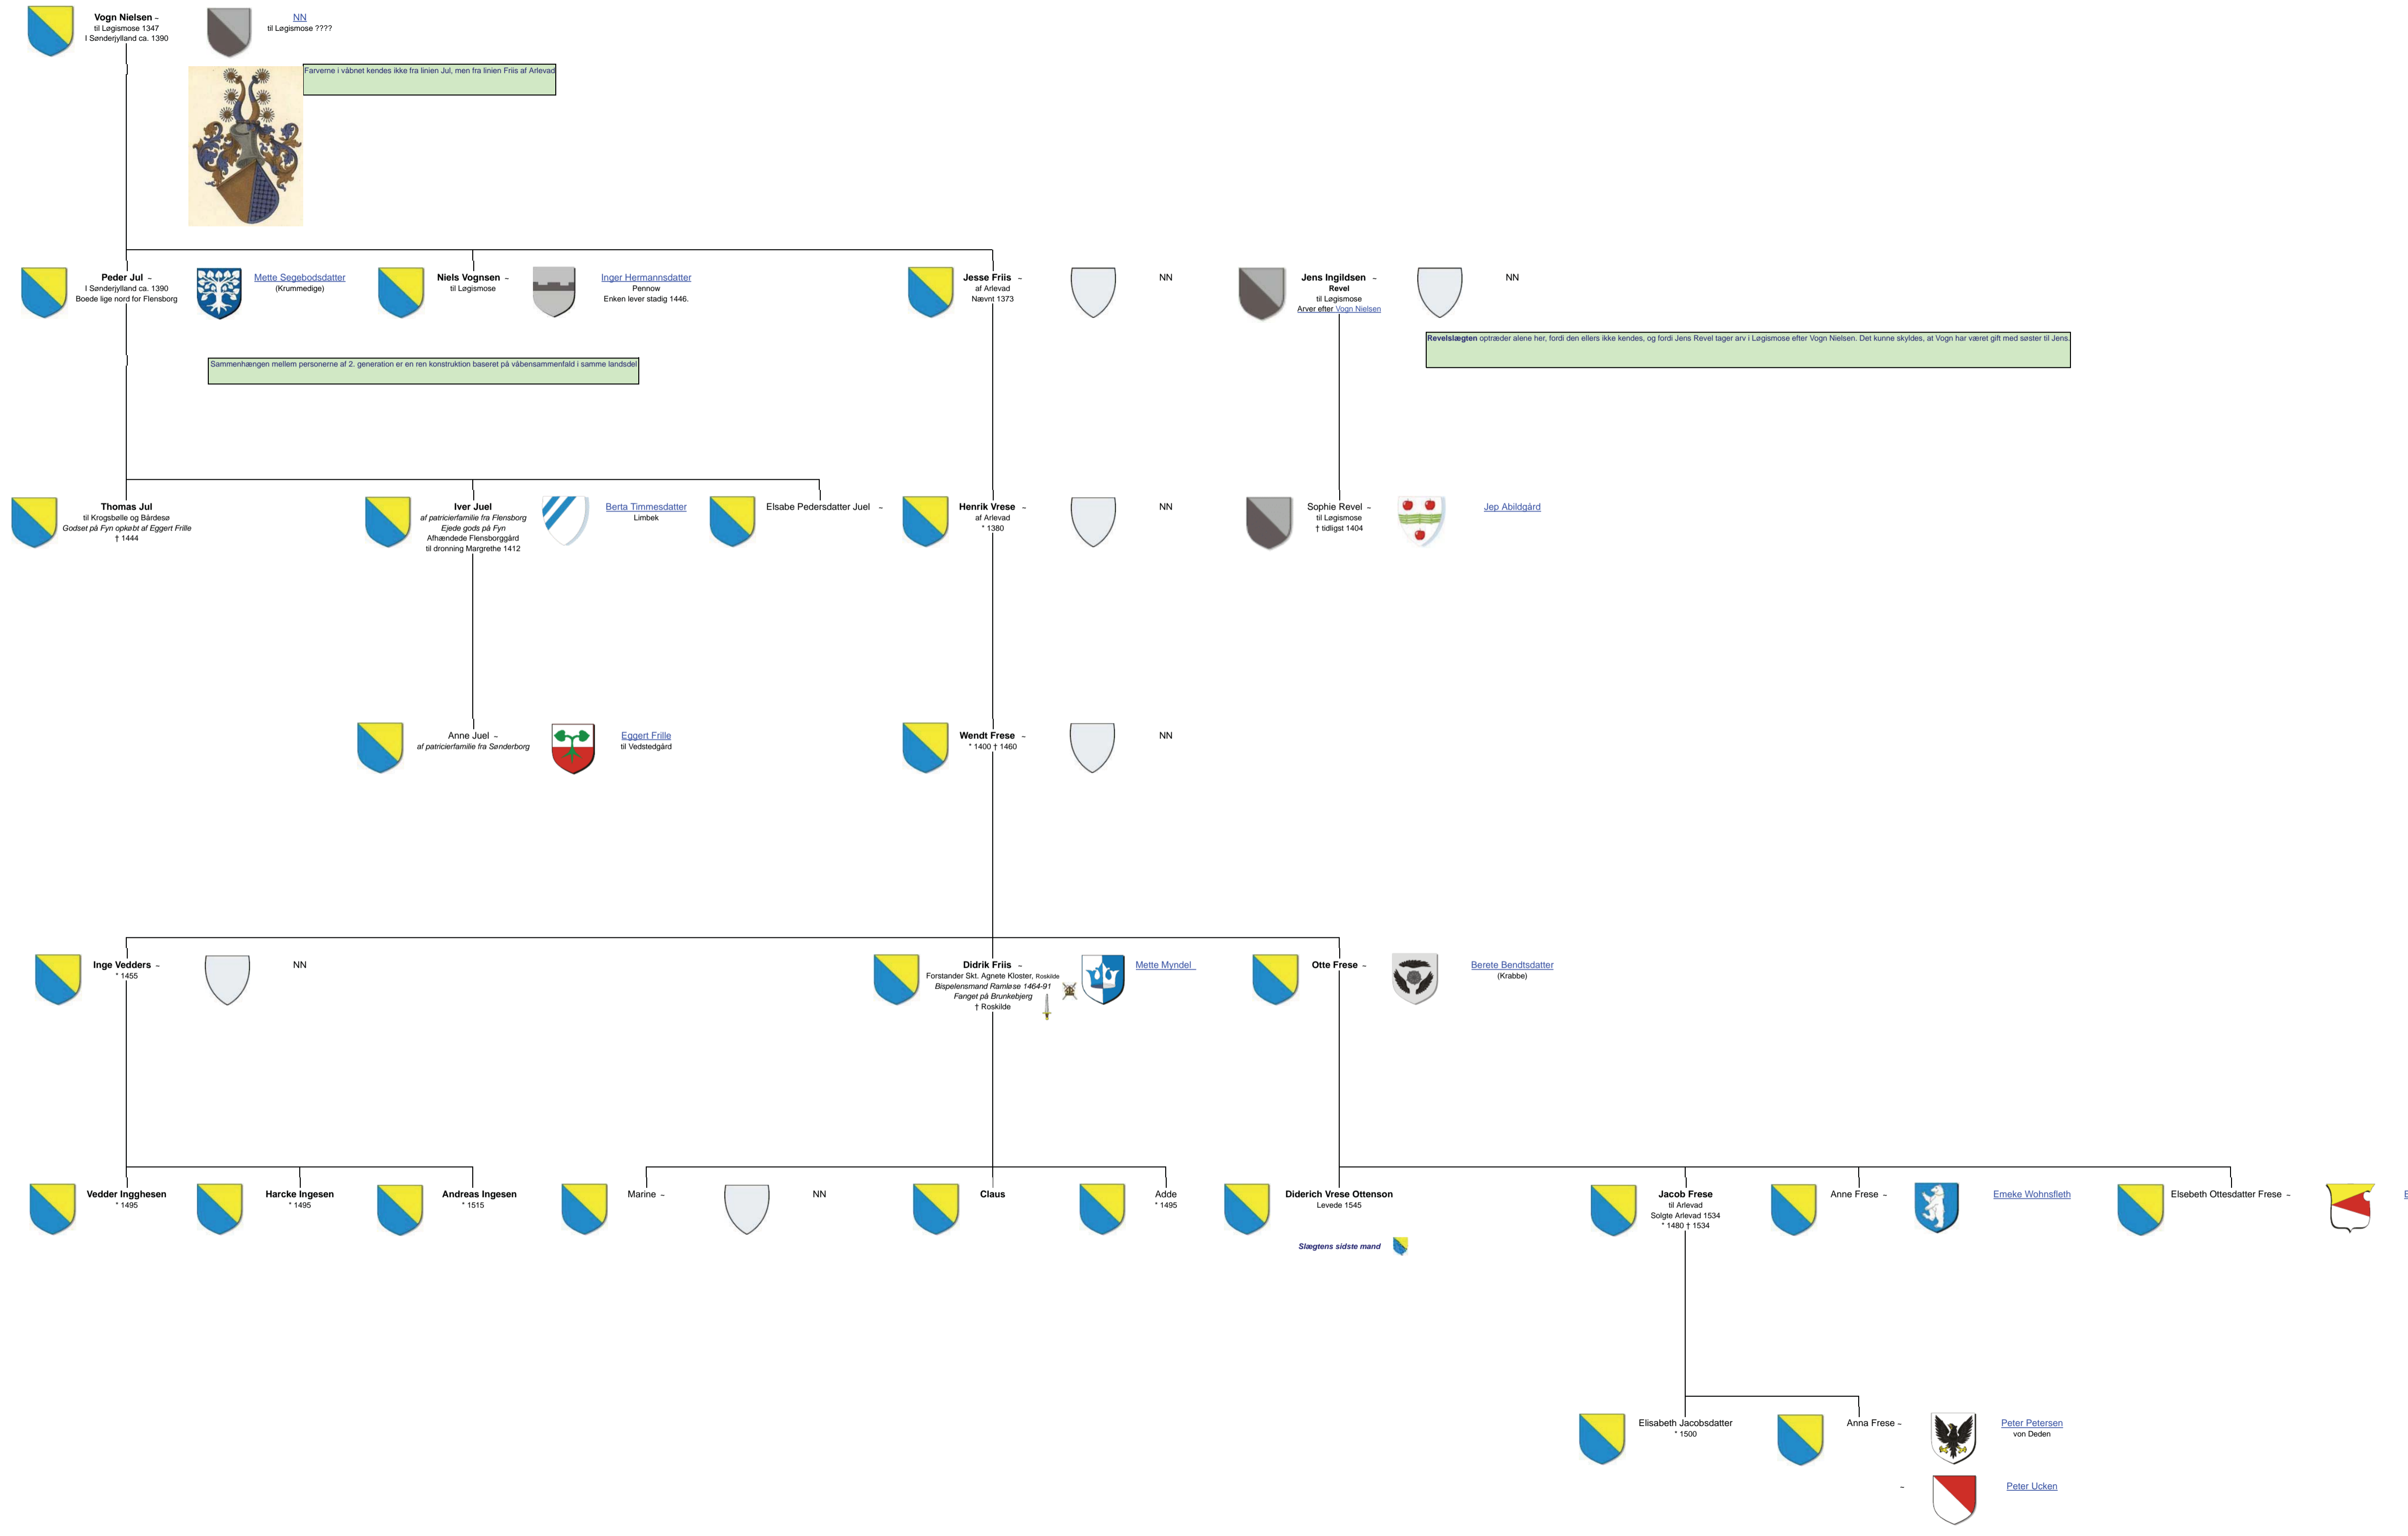 Vogn Nielsen ~
til Løgismose 1347
I Sønderjylland ca. 1390
NN
til Løgismose ????
Farverne i våbnet kendes ikke fra linien Jul, men fra linien Friis af Arlevad
Peder Jul ~
I Sønderjylland ca. 1390
Boede lige nord for Flensborg
Mette Segebodsdatter
(Krummedige)
Niels Vognsen ~
til Løgismose
Inger Hermannsdatter
Pennow
Enken lever stadig 1446.
Jesse Friis ~
af Arlevad
Nævnt 1373
NN
Jens Ingildsen ~
Revel
til Løgismose
Arver efter Vogn Nielsen
NN
Revelslægten optræder alene her, fordi den ellers ikke kendes, og fordi Jens Revel tager arv i Løgismose efter Vogn Nielsen. Det kunne skyldes, at Vogn har været gift med søster til Jens.
Sammenhængen mellem personerne af 2. generation er en ren konstruktion baseret på våbensammenfald i samme landsdel
Thomas Jul
til Krogsbølle og Bårdesø
Godset på Fyn opkøbt af Eggert Frille
† 1444
Iver Juel
af patricierfamilie fra Flensborg
Ejede gods på Fyn
Afhændede Flensborggård
til dronning Margrethe 1412
Berta Timmesdatter
Limbek
Elsabe Pedersdatter Juel ~
Henrik Vrese ~
af Arlevad
* 1380
NN
Sophie Revel ~
til Løgismose
† tidligst 1404
Jep Abildgård
Anne Juel ~
af patricierfamilie fra Sønderborg
Eggert Frille
til Vedstedgård
Wendt Frese ~
* 1400 † 1460
NN
Inge Vedders ~
* 1455
NN
Didrik Friis ~
Forstander Skt. Agnete Kloster, Roskilde
Bispelensmand Ramløse 1464-91
Fanget på Brunkebjerg
† Roskilde
Mette Myndel
Otte Frese ~
Berete Bendtsdatter
(Krabbe)
Vedder Ingghesen
* 1495
Harcke Ingesen
* 1495
Andreas Ingesen
* 1515
Marine ~
NN
Claus
Adde
* 1495
Diderich Vrese Ottenson
Levede 1545
Slægtens sidste mand
Jacob Frese
til Arlevad
Solgte Arlevad 1534
* 1480 † 1534
Anne Frese ~
Emeke Wohnsfleth
Elsebeth Ottesdatter Frese ~
Elisabeth Jacobsdatter
* 1500
Anna Frese ~
Peter Petersen
von Deden
~
Peter Ucken